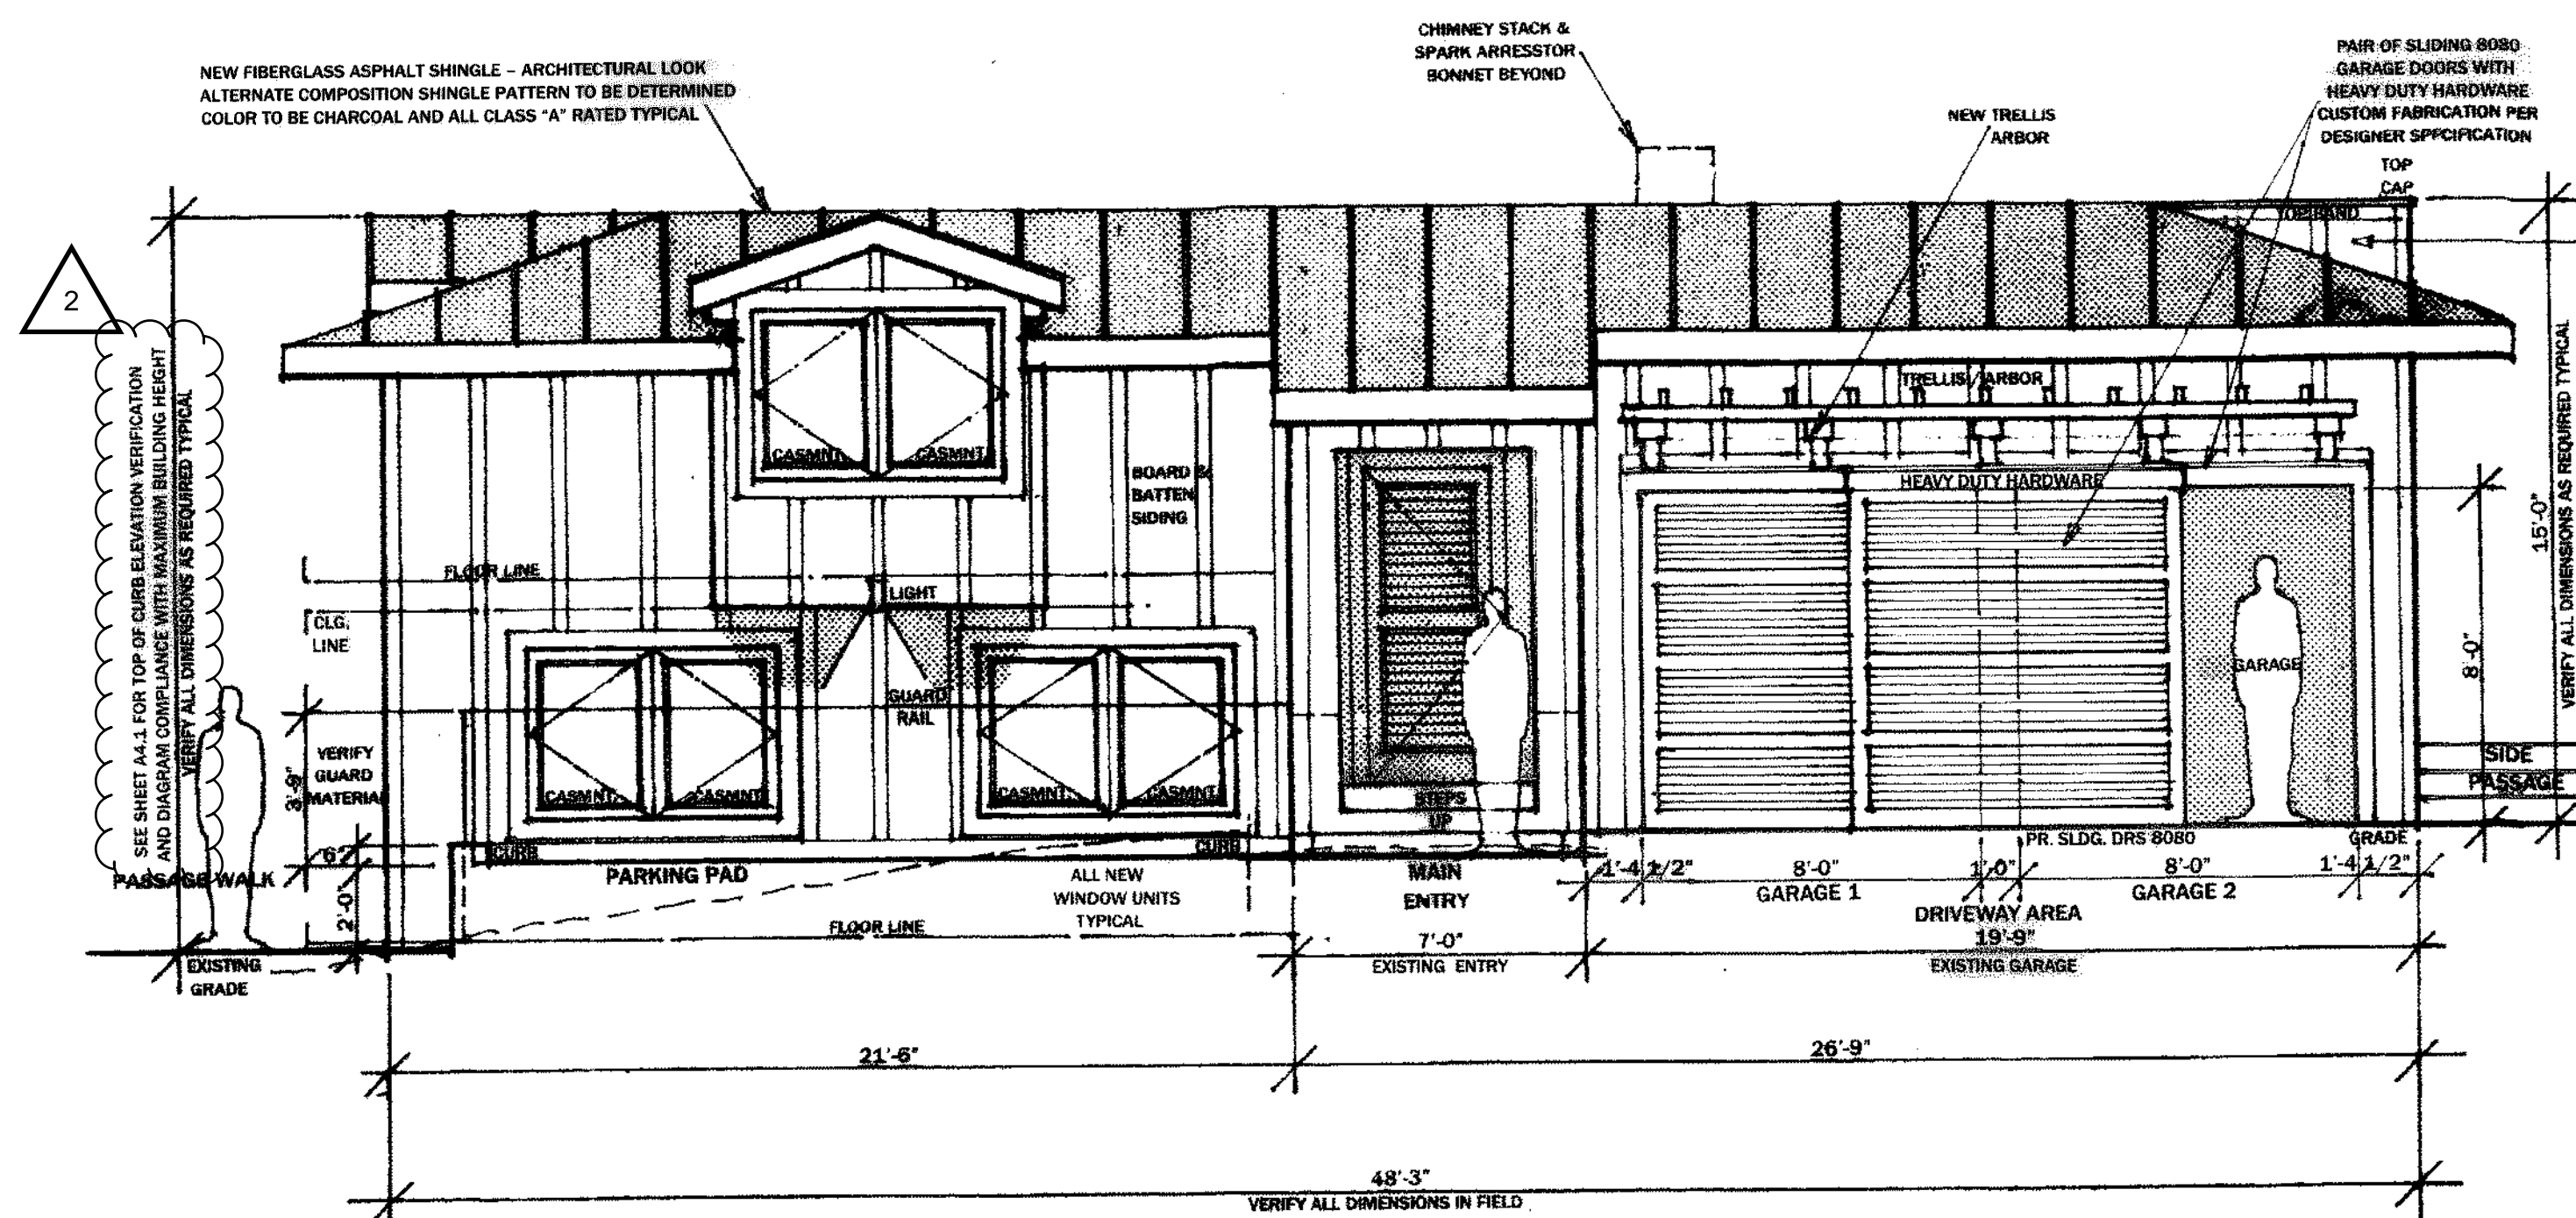 NEW FIBERGLASS ASPHALT SHINGLE – ARCHITECTURAL LOOK
ALTERNATE COMPOSITION SHINGLE PATTERN TO BE DETERMINED
COLOR TO BE CHARCOAL AND ALL CLASS "A" RATED TYPICAL
CHIMNEY STACK &
SPARK ARRESSTOR
BONNET BEYOND
NEW TRELLIS
ARBOR
PAIR OF SLIDING 8080
GARAGE DOORS WITH
HEAVY DUTY HARDWARE
CUSTOM FABRICATION PER
DESIGNER SPFCIFICATION
TOP
CAP
TOP BAND
2
SEE SHEET A4.1 FOR TOP OF CURB ELEVATION VERIFICATION
AND DIAGRAM COMPLIANCE WITH MAXIMUM BUILDING HEIGHT
VERIFY ALL DIMENSIONS AS REQUIRED TYPICAL
TRELLIS/ARBOR
CASMNT.
CASMNT.
BOARD &
BATTEN
SIDING
HEAVY DUTY HARDWARE
FLOOR LINE
LIGHT
CLG.
LINE
GUARD
RAIL
GARAGE
15'-0"
VERIFY ALL DIMENSIONS AS REQUIRED TYPICAL
8'-0"
VERIFY
GUARD
MATERIAL
3'-9"
CASMNT.
CASMNT.
CASMNT.
CASMNT.
STEPS
UP
SIDE
PASSAGE
6"
CURB
CURB
PR. SLDG. DRS 8080
GRADE
PASSAGE WALK
PARKING PAD
ALL NEW
WINDOW UNITS
TYPICAL
MAIN
ENTRY
1'-4 1/2"
8'-0"
1'-0"
8'-0"
1'-4 1/2"
GARAGE 1
GARAGE 2
DRIVEWAY AREA
2'-0"
FLOOR LINE
7'-0"
19'-9"
EXISTING
GRADE
EXISTING ENTRY
EXISTING GARAGE
21'-6"
26'-9"
48'-3"
VERIFY ALL DIMENSIONS IN FIELD